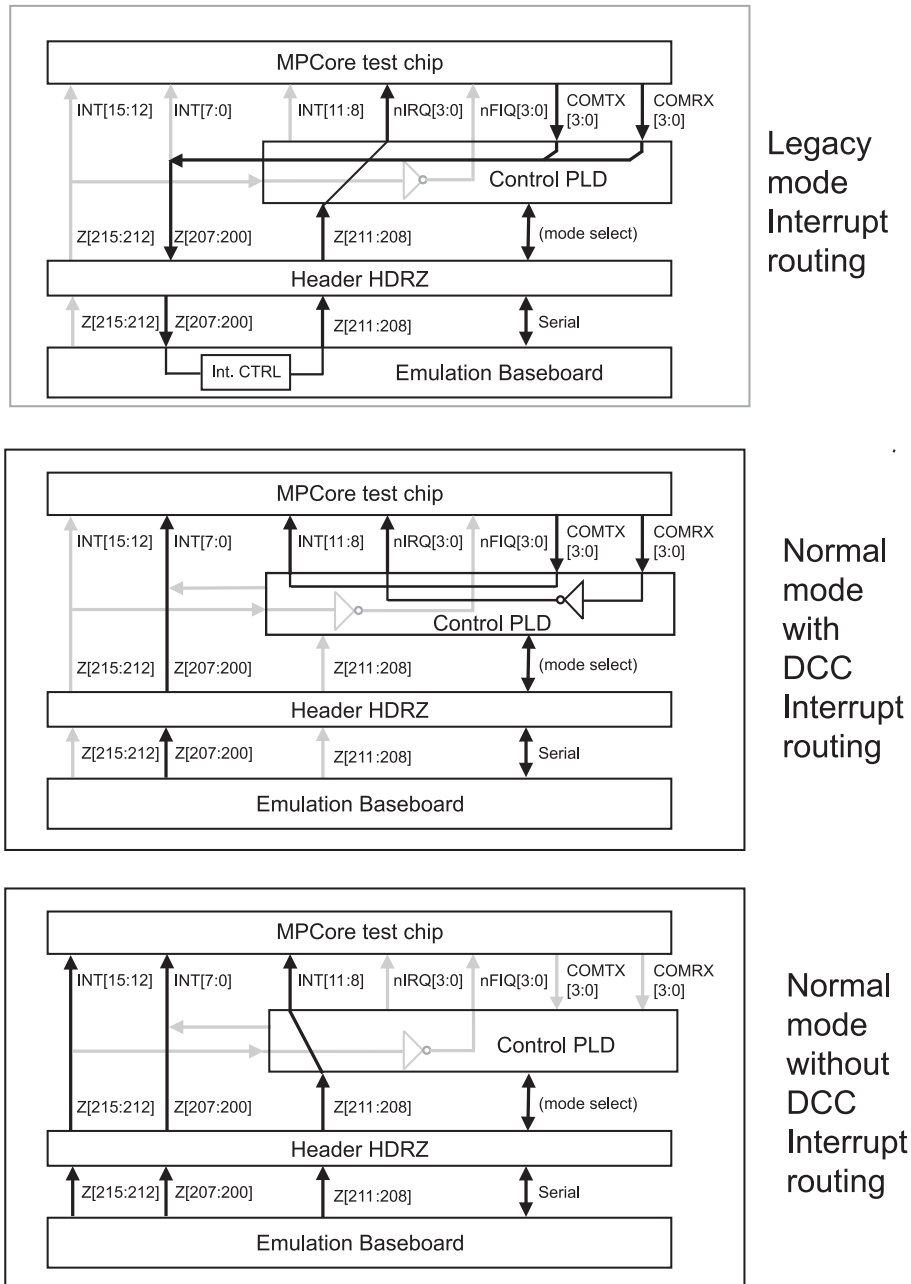 MPCore test chip
INT[15:12] INT[7:0] INT[11:8] nIRQ[3:0] nFIQ[3:0] COMTX [3:0] COMRX [3:0]
Control PLD
Z[215:212] Z[207:200] Z[211:208] (mode select)
Header HDRZ
Z[215:212] Z[207:200] Z[211:208] Serial
Int. CTRL Emulation Baseboard
Legacy
mode
Interrupt
routing
MPCore test chip
INT[15:12] INT[7:0] INT[11:8] nIRQ[3:0] nFIQ[3:0] COMTX [3:0] COMRX [3:0]
Control PLD
Z[215:212] Z[207:200] Z[211:208] (mode select)
Header HDRZ
Z[215:212] Z[207:200] Z[211:208] Serial
Emulation Baseboard
Normal
mode
with
DCC
Interrupt
routing
MPCore test chip
INT[15:12] INT[7:0] INT[11:8] nIRQ[3:0] nFIQ[3:0] COMTX [3:0] COMRX [3:0]
Control PLD
Z[215:212] Z[207:200] Z[211:208] (mode select)
Header HDRZ
Z[215:212] Z[207:200] Z[211:208] Serial
Emulation Baseboard
Normal
mode
without
DCC
Interrupt
routing